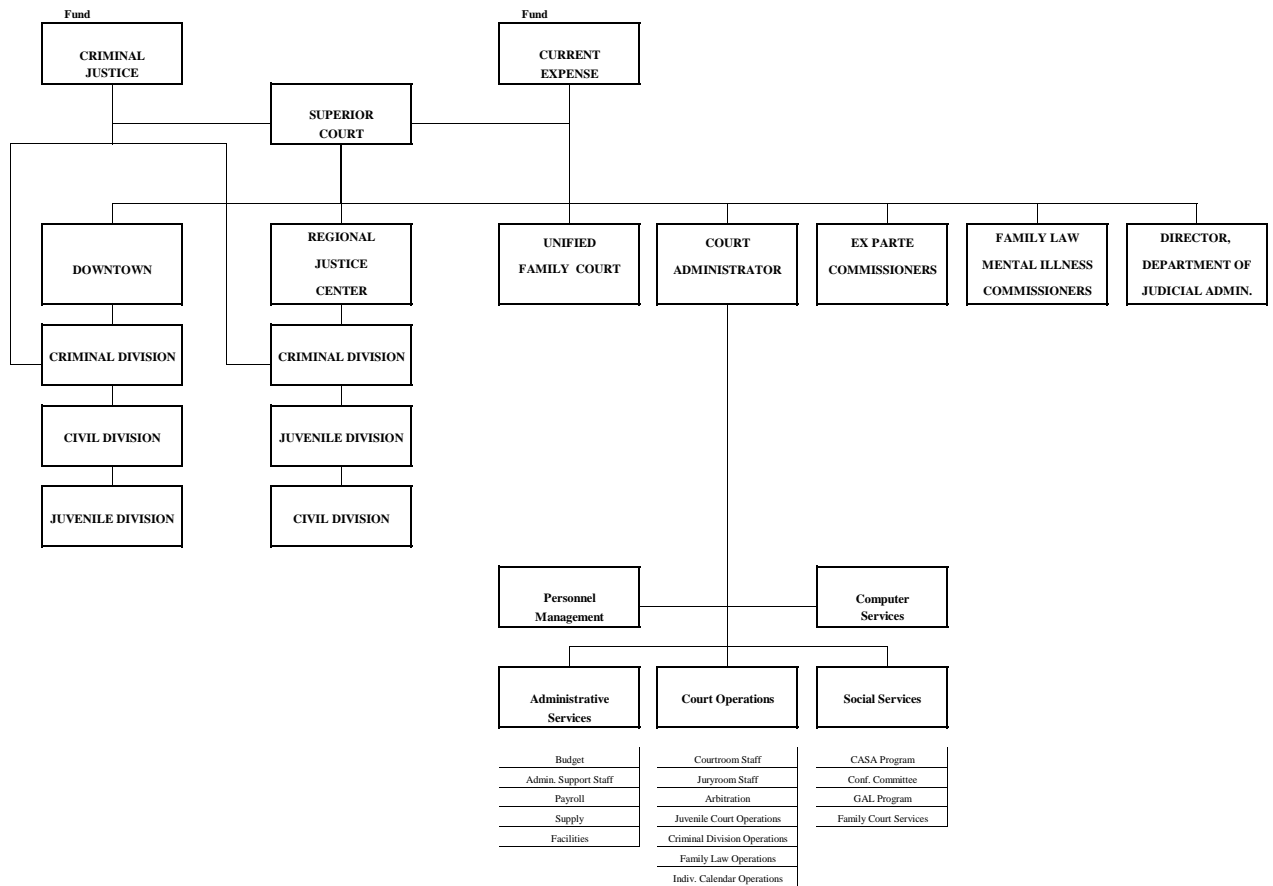 Fund
CRIMINAL
JUSTICE
Fund
CURRENT
EXPENSE
SUPERIOR
COURT
DOWNTOWN
REGIONAL
JUSTICE
CENTER
UNIFIED
FAMILY COURT
COURT
ADMINISTRATOR
EX PARTE
COMMISSIONERS
FAMILY LAW
MENTAL ILLNESS
COMMISSIONERS
DIRECTOR,
DEPARTMENT OF
JUDICIAL ADMIN.
CRIMINAL DIVISION
CRIMINAL DIVISION
CIVIL DIVISION
JUVENILE DIVISION
JUVENILE DIVISION
CIVIL DIVISION
Personnel
Management
Computer
Services
Administrative
Services
Court Operations
Social Services
Budget
Admin. Support Staff
Payroll
Supply
Facilities
Courtroom Staff
Juryroom Staff
Arbitration
Juvenile Court Operations
Criminal Division Operations
Family Law Operations
Indiv. Calendar Operations
CASA Program
Conf. Committee
GAL Program
Family Court Services